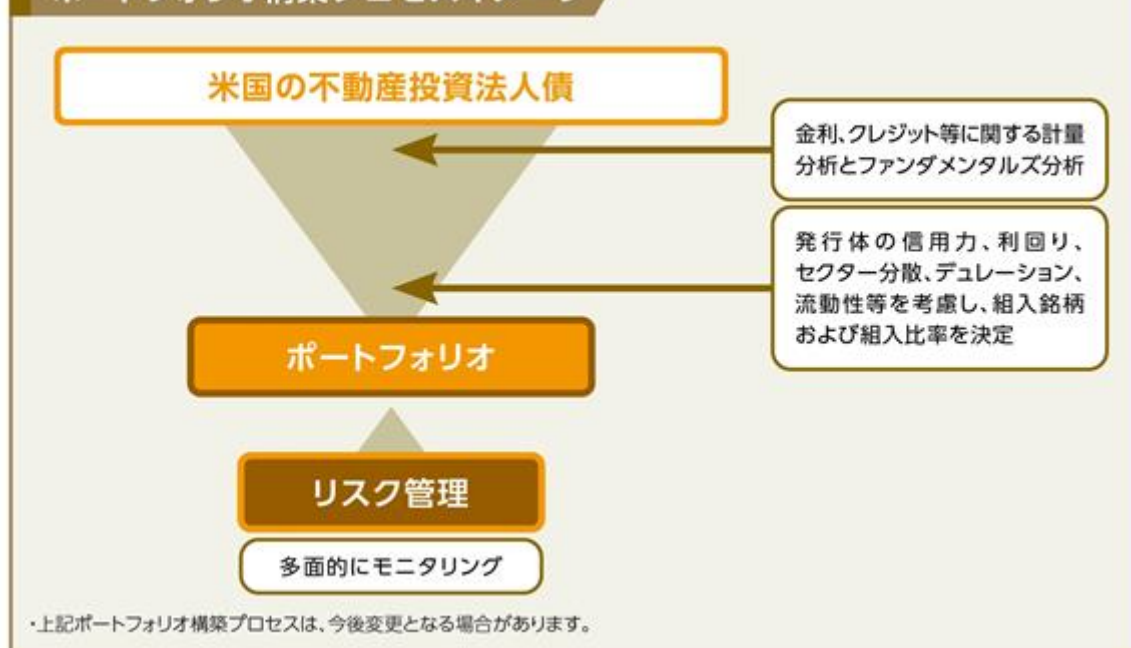 米国の不動産投資法人債
金利、クレジット等に関する計量
分析とファンダメンタルズ分析
発行体の信用力、利回り、
セクター分散、デュレーション、
流動性等を考慮し、組入銘柄
および組入比率を決定
ポートフォリオ
リスク管理
多面的にモニタリング
・上記ポートフォリオ構築プロセスは、今後変更となる場合があります。